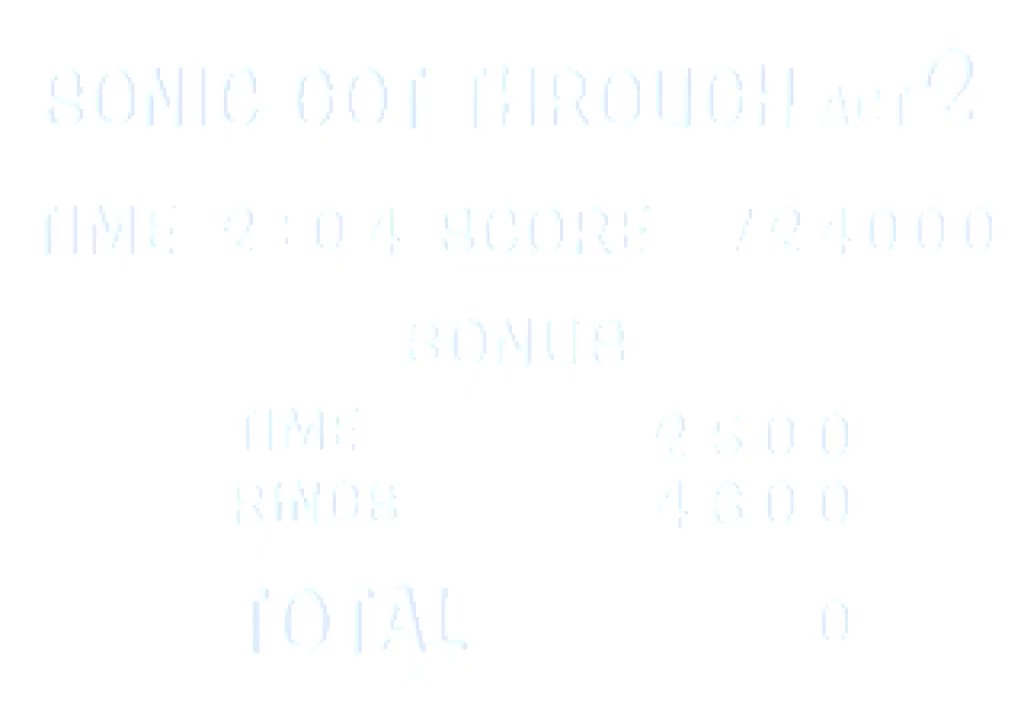 SONIC GOT THROUGH ACT 2
TIME 2:04 SCORE 724000
BONUS
TIME 2500
RINGS 4600
TOTAL 0